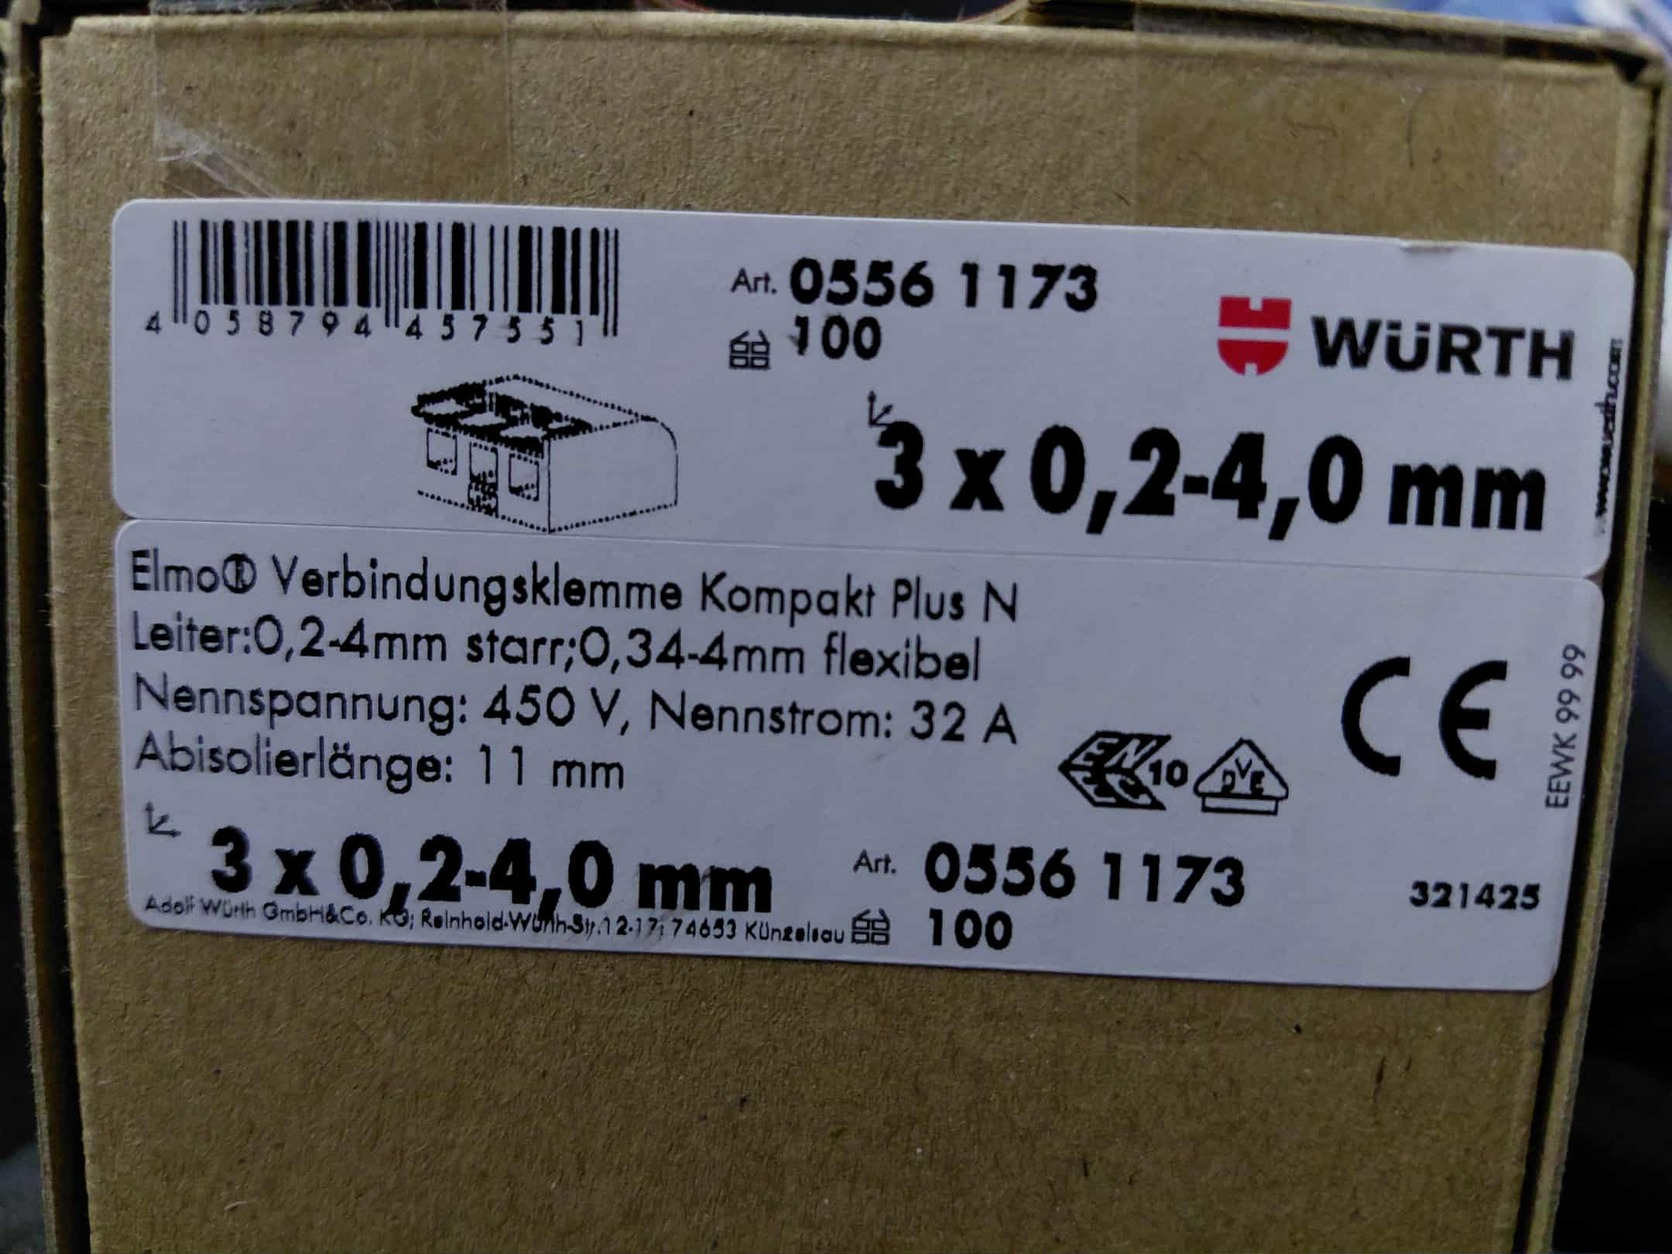 Art. 0556 1173
100
WÜRTH
4 058794 457551
3 x 0,2-4,0 mm
Elmo® Verbindungsklemme Kompakt Plus N
Leiter:0,2-4mm starr;0,34-4mm flexibel
Nennspannung: 450 V, Nennstrom: 32 A
Abisolierlänge: 11 mm
10
DVE
CE
EEWK 99 99
3 x 0,2-4,0 mm
Art. 0556 1173
321425
Adolf Würth GmbH&Co. KG; Reinhold-Würth-Str.12-17; 74653 Künzelsau
100